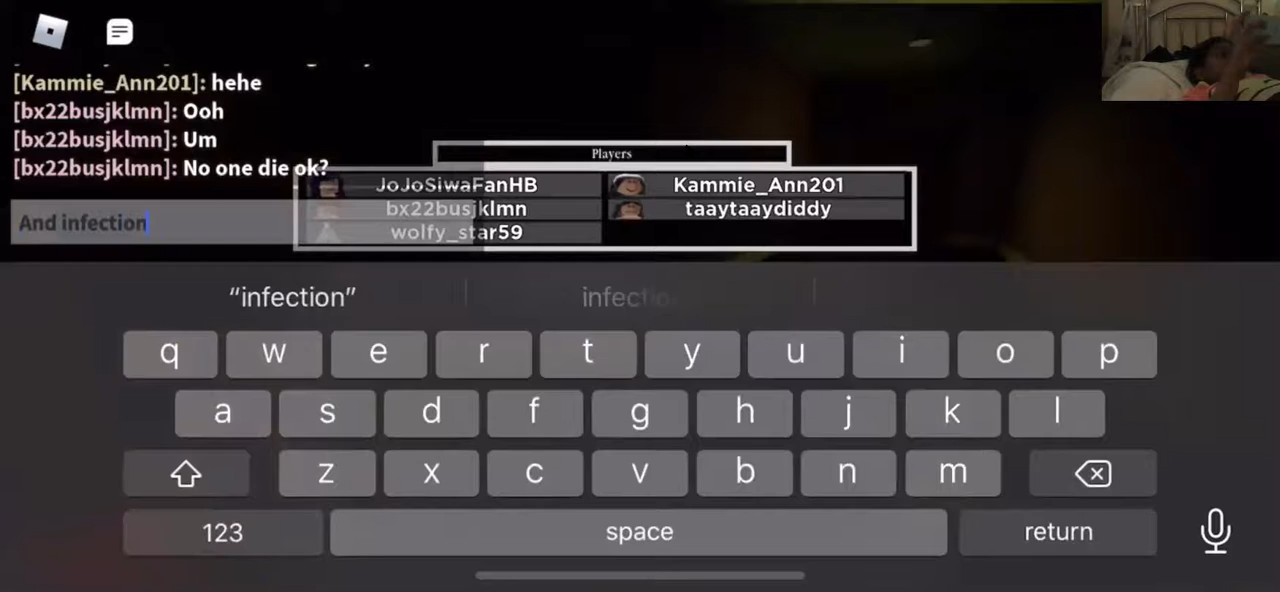 [Kammie_Ann201]: hehe
[bx22busjklmn]: Ooh
[bx22busjklmn]: Um
[bx22busjklmn]: No one die ok?
And infection
Players
JoJoSiwaFanHB
Kammie_Ann201
bx22busjklmn
taaytaaydiddy
wolfy_star59
“infection”
infectio
q w e r t y u i o p
a s d f g h j k l
z x c v b n m
123 space return